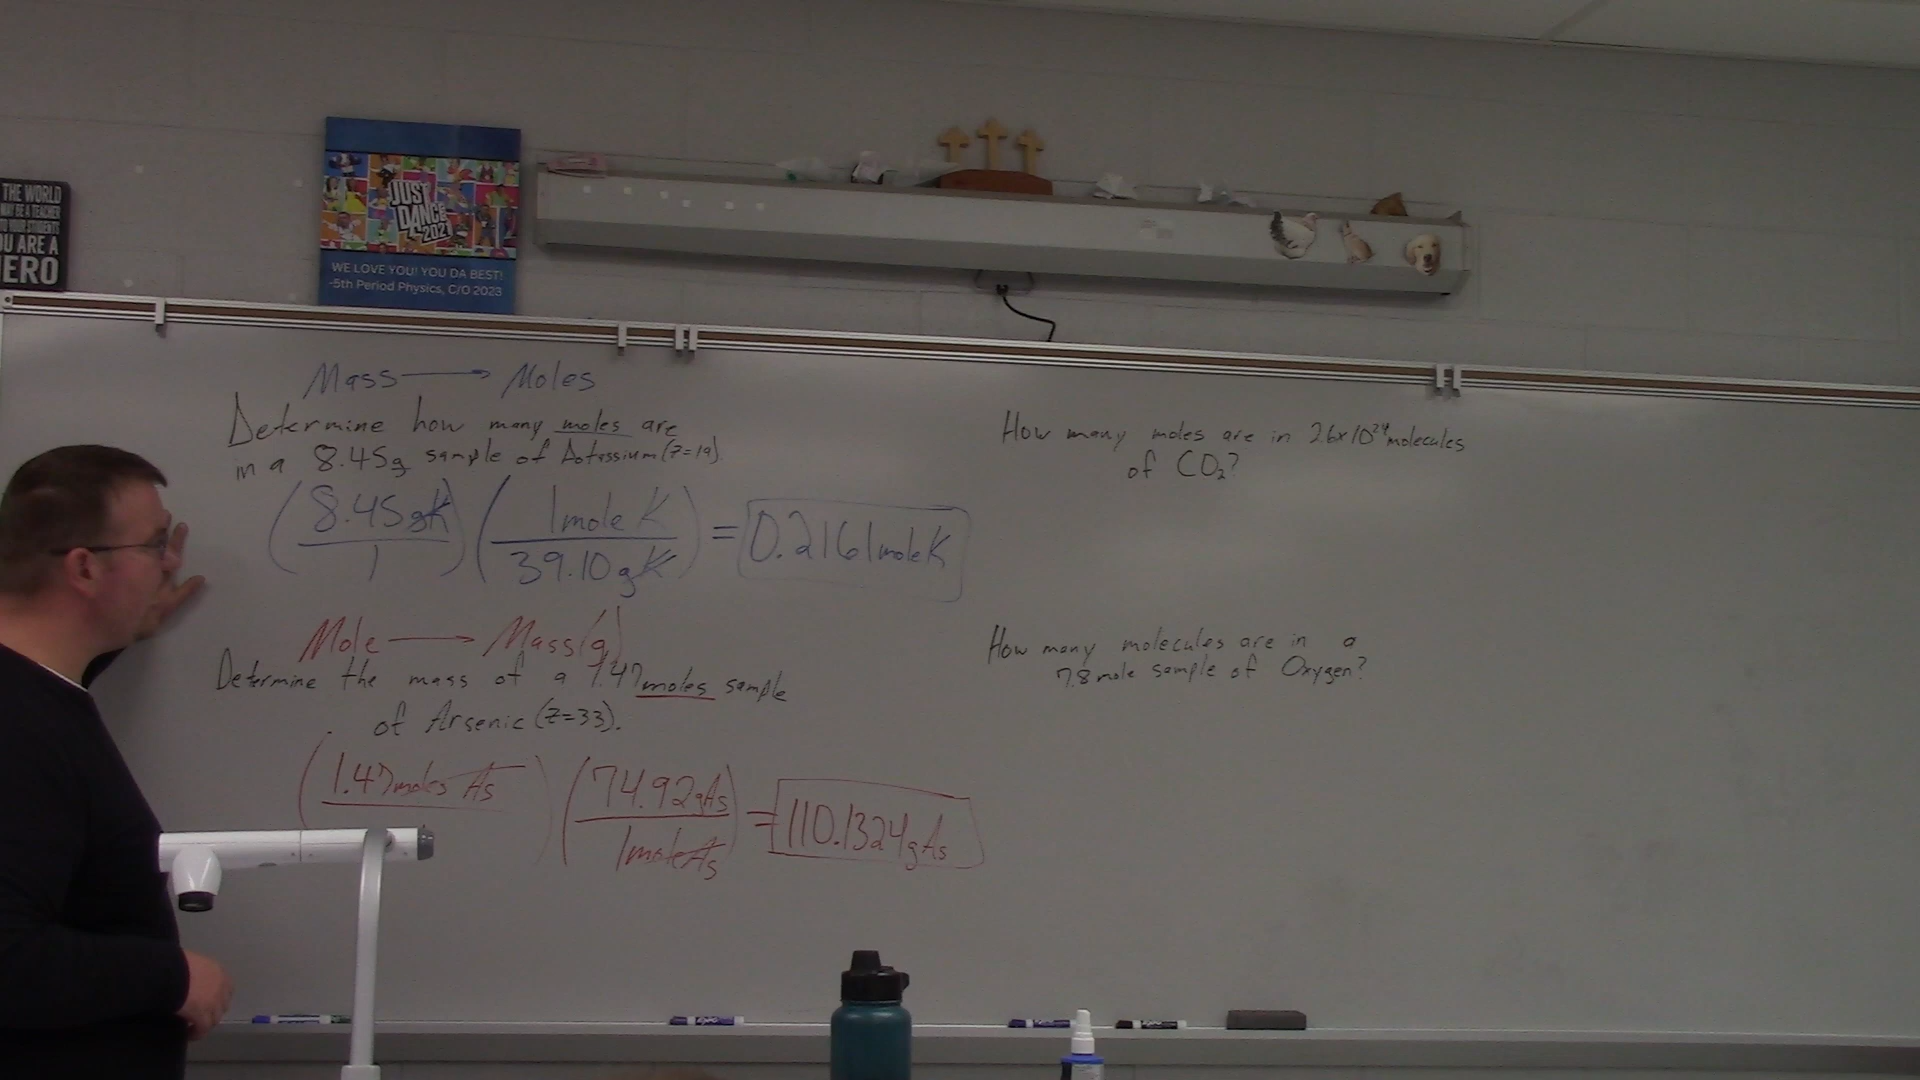 THE WORLD
MAY BE A TEACHER
TO YOUR STUDENTS
YOU ARE A
HERO
JUST
DANCE
2021
WE LOVE YOU! YOU DA BEST!
-5th Period Physics, C/O 2023
Mass → Moles
Determine how many moles are
in a 8.45g sample of Potassium (Z=19).
(8.45gK/1)(1moleK/39.10gK) = 0.2161moleK
Mole → Mass(g)
Determine the mass of a 1.47moles sample
of Arsenic (Z=33).
(1.47moles As)(74.92gAs/1moleAs) = 110.1324gAs
How many moles are in 2.6x10²⁴ molecules
of CO₂?
How many molecules are in a
7.8 mole sample of Oxygen?